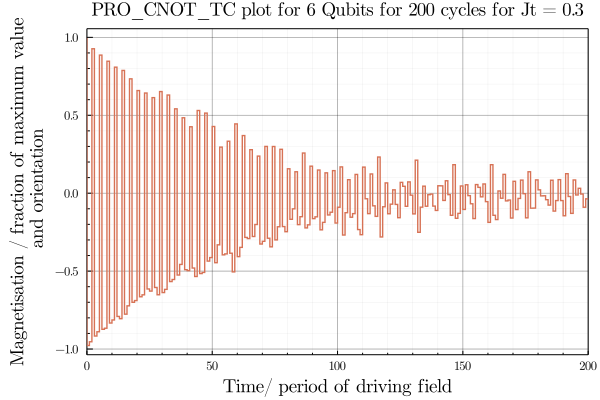 PRO_CNOT_TC plot for 6 Qubits for 200 cycles for Jt = 0.3
Magnetisation / fraction of maximum value
and orientation
1.0
0.5
0.0
−0.5
−1.0
0 50 100 150 200
Time/ period of driving field